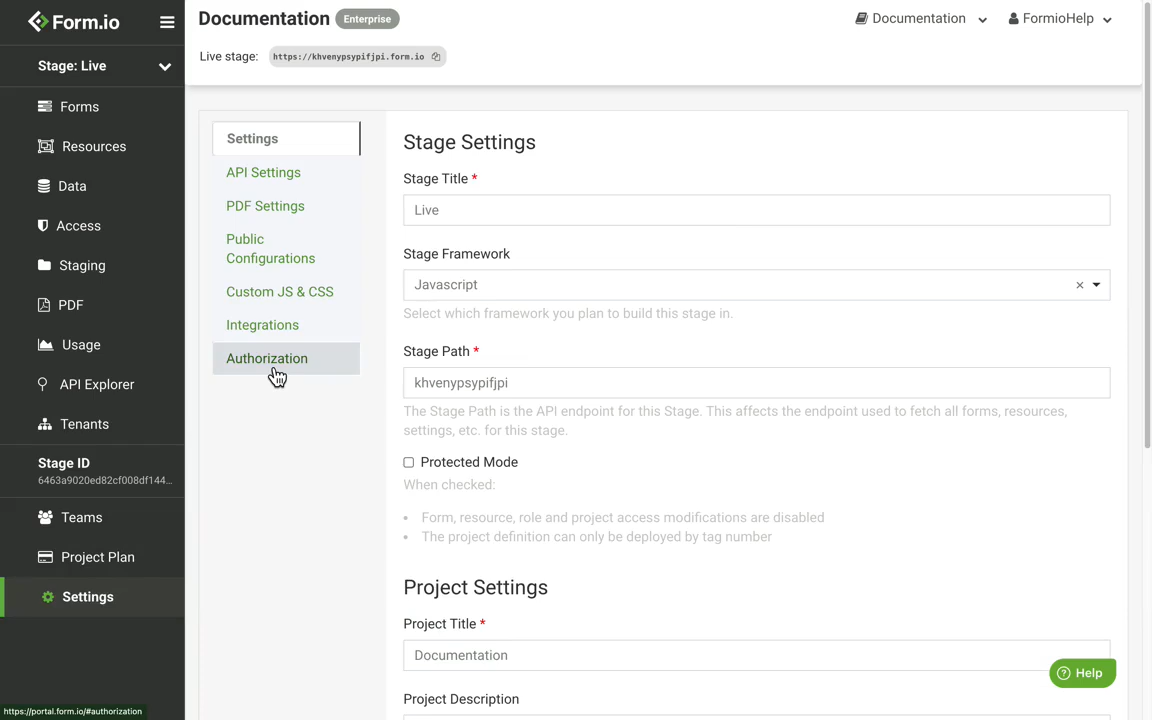 Form.io
Stage: Live
Forms
Resources
Data
Access
Staging
PDF
Usage
API Explorer
Tenants
Stage ID
6463a9020ed82cf008df144...
Teams
Project Plan
Settings
https://portal.form.io/#authorization
Documentation Enterprise
Documentation
FormioHelp
Live stage: https://khvenypsypifjpi.form.io
Settings
API Settings
PDF Settings
Public
Configurations
Custom JS & CSS
Integrations
Authorization
Stage Settings
Stage Title *
Live
Stage Framework
Javascript
Select which framework you plan to build this stage in.
Stage Path *
khvenypsypifjpi
The Stage Path is the API endpoint for this Stage. This affects the endpoint used to fetch all forms, resources,
settings, etc. for this stage.
Protected Mode
When checked:
• Form, resource, role and project access modifications are disabled
• The project definition can only be deployed by tag number
Project Settings
Project Title *
Documentation
Project Description
Help